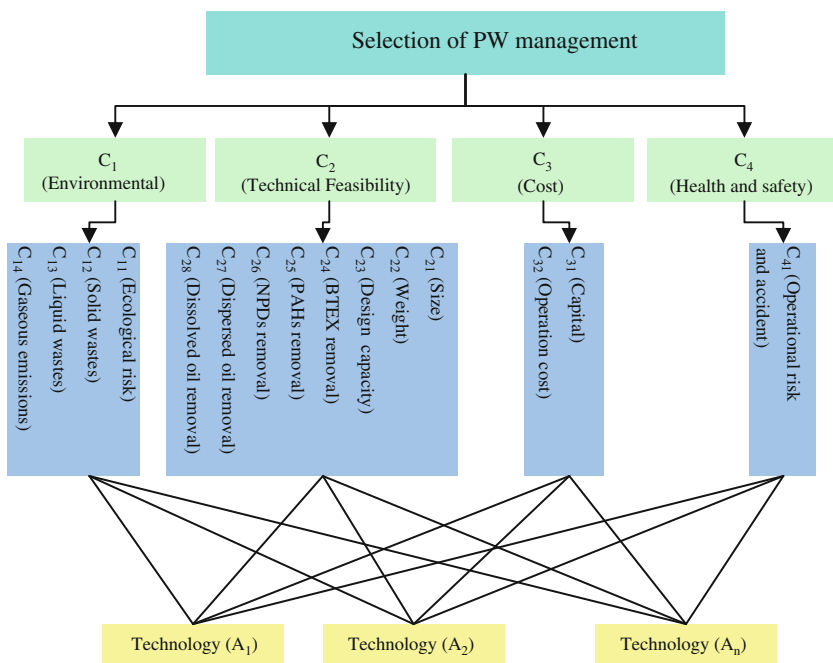 Selection of PW management
C₁
(Environmental)
C₂
(Technical Feasibility)
C₃
(Cost)
C₄
(Health and safety)
C₁₁ (Ecological risk)
C₁₂ (Solid wastes)
C₁₃ (Liquid wastes)
C₁₄ (Gaseous emissions)
C₂₁ (Size)
C₂₂ (Weight)
C₂₃ (Design capacity)
C₂₄ (BTEX removal)
C₂₅ (PAHs removal)
C₂₆ (NPDs removal)
C₂₇ (Dispersed oil removal)
C₂₈ (Dissolved oil removal)
C₃₁ (Capital)
C₃₂ (Operation cost)
C₄₁ (Operational risk
and accident)
Technology (A₁)
Technology (A₂)
Technology (Aₙ)